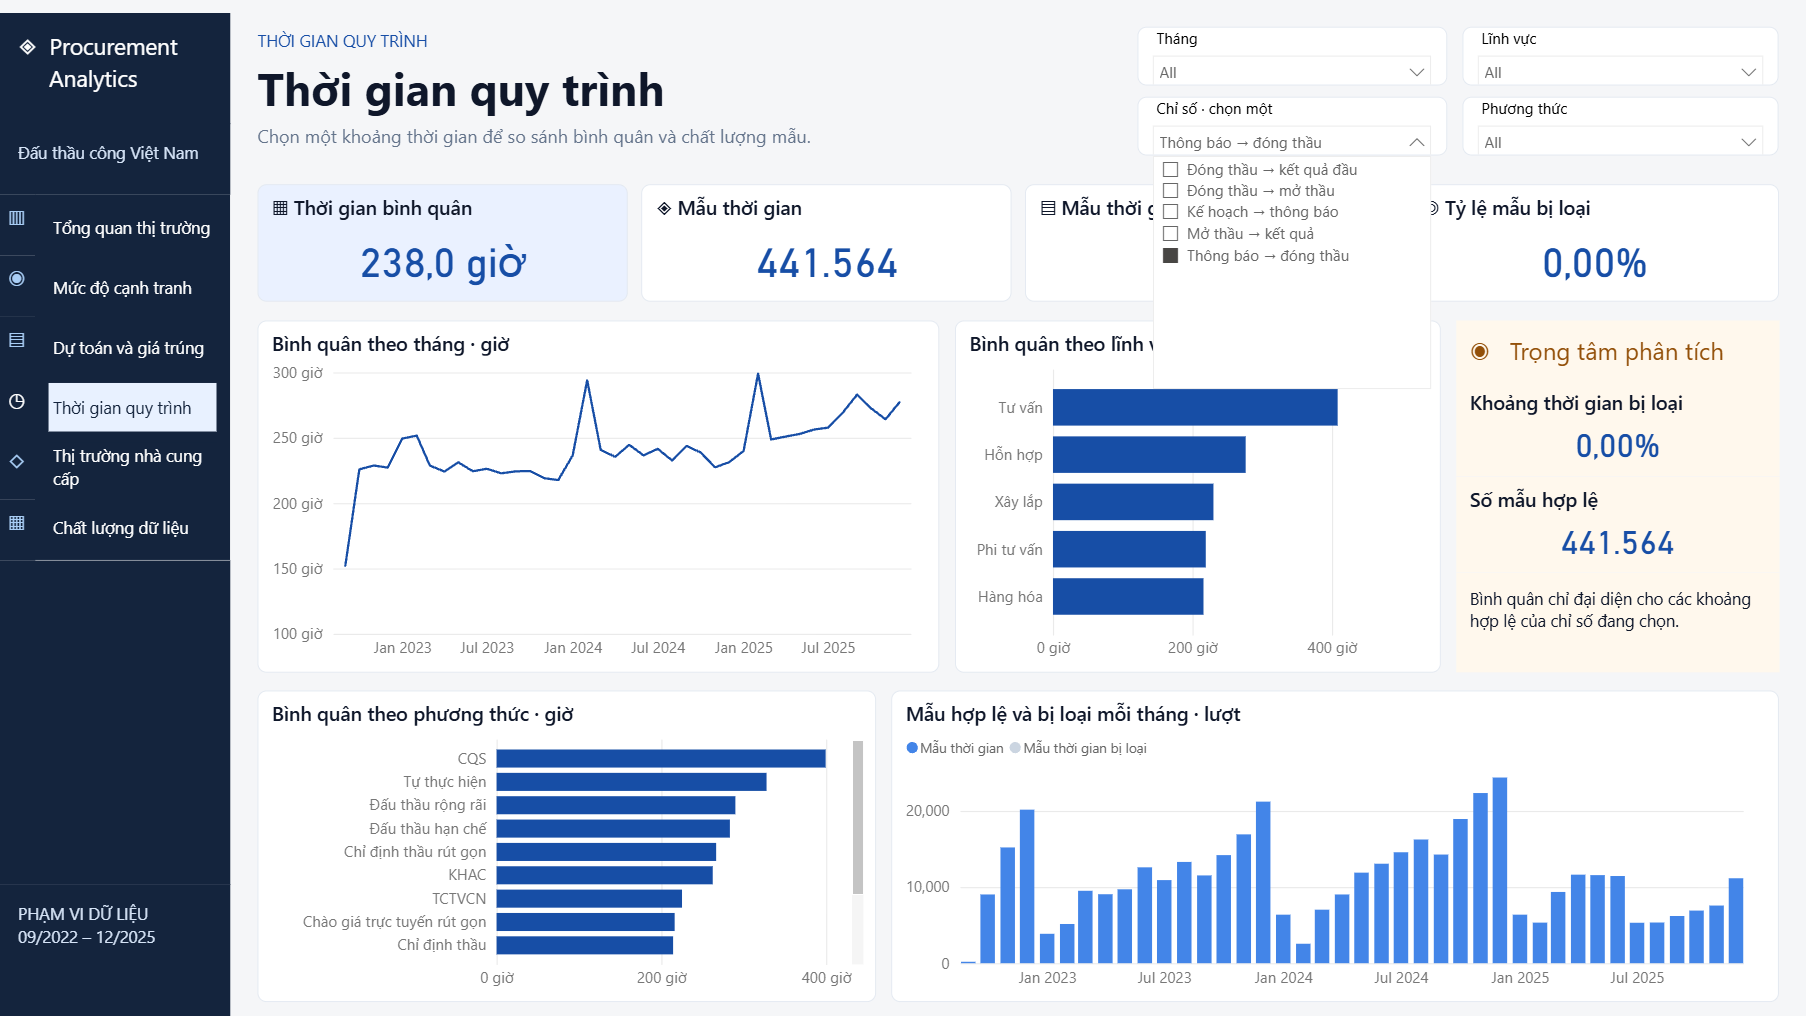 Procurement
Analytics
Đấu thầu công Việt Nam
Tổng quan thị trường
Mức độ cạnh tranh
Dự toán và giá trúng
Thời gian quy trình
Thị trường nhà cung
cấp
Chất lượng dữ liệu
PHẠM VI DỮ LIỆU
09/2022 – 12/2025
THỜI GIAN QUY TRÌNH
Thời gian quy trình
Chọn một khoảng thời gian để so sánh bình quân và chất lượng mẫu.
Tháng
All
Lĩnh vực
All
Chỉ số · chọn một
Thông báo → đóng thầu
Phương thức
All
Đóng thầu → kết quả đầu
Đóng thầu → mở thầu
Kế hoạch → thông báo
Mở thầu → kết quả
Thông báo → đóng thầu
Thời gian bình quân
238,0 giờ
Mẫu thời gian
441.564
Mẫu thời g
Tỷ lệ mẫu bị loại
0,00%
Bình quân theo tháng · giờ
300 giờ
250 giờ
200 giờ
150 giờ
100 giờ
Jan 2023
Jul 2023
Jan 2024
Jul 2024
Jan 2025
Jul 2025
Bình quân theo lĩnh v
Tư vấn
Hỗn hợp
Xây lắp
Phi tư vấn
Hàng hóa
0 giờ
200 giờ
400 giờ
Trọng tâm phân tích
Khoảng thời gian bị loại
0,00%
Số mẫu hợp lệ
441.564
Bình quân chỉ đại diện cho các khoảng
hợp lệ của chỉ số đang chọn.
Bình quân theo phương thức · giờ
CQS
Tự thực hiện
Đấu thầu rộng rãi
Đấu thầu hạn chế
Chỉ định thầu rút gọn
KHAC
TCTVCN
Chào giá trực tuyến rút gọn
Chỉ định thầu
0 giờ
200 giờ
400 giờ
Mẫu hợp lệ và bị loại mỗi tháng · lượt
Mẫu thời gian
Mẫu thời gian bị loại
20,000
10,000
0
Jan 2023
Jul 2023
Jan 2024
Jul 2024
Jan 2025
Jul 2025